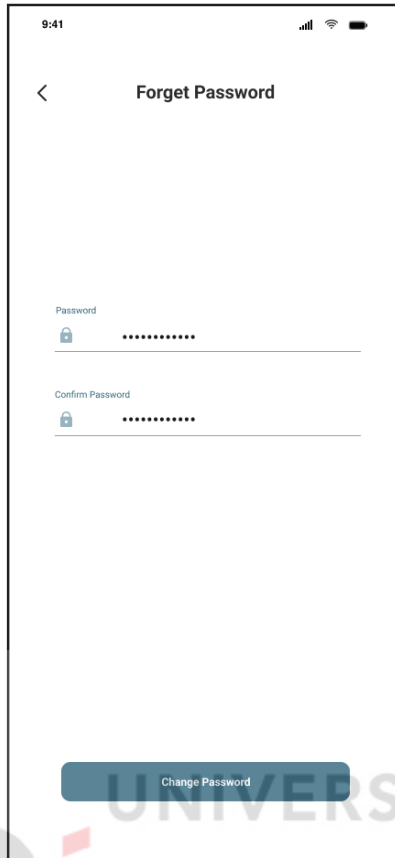 9:41
Forget Password
Password
••••••••••••
Confirm Password
••••••••••••
Change Password
UNIVERS